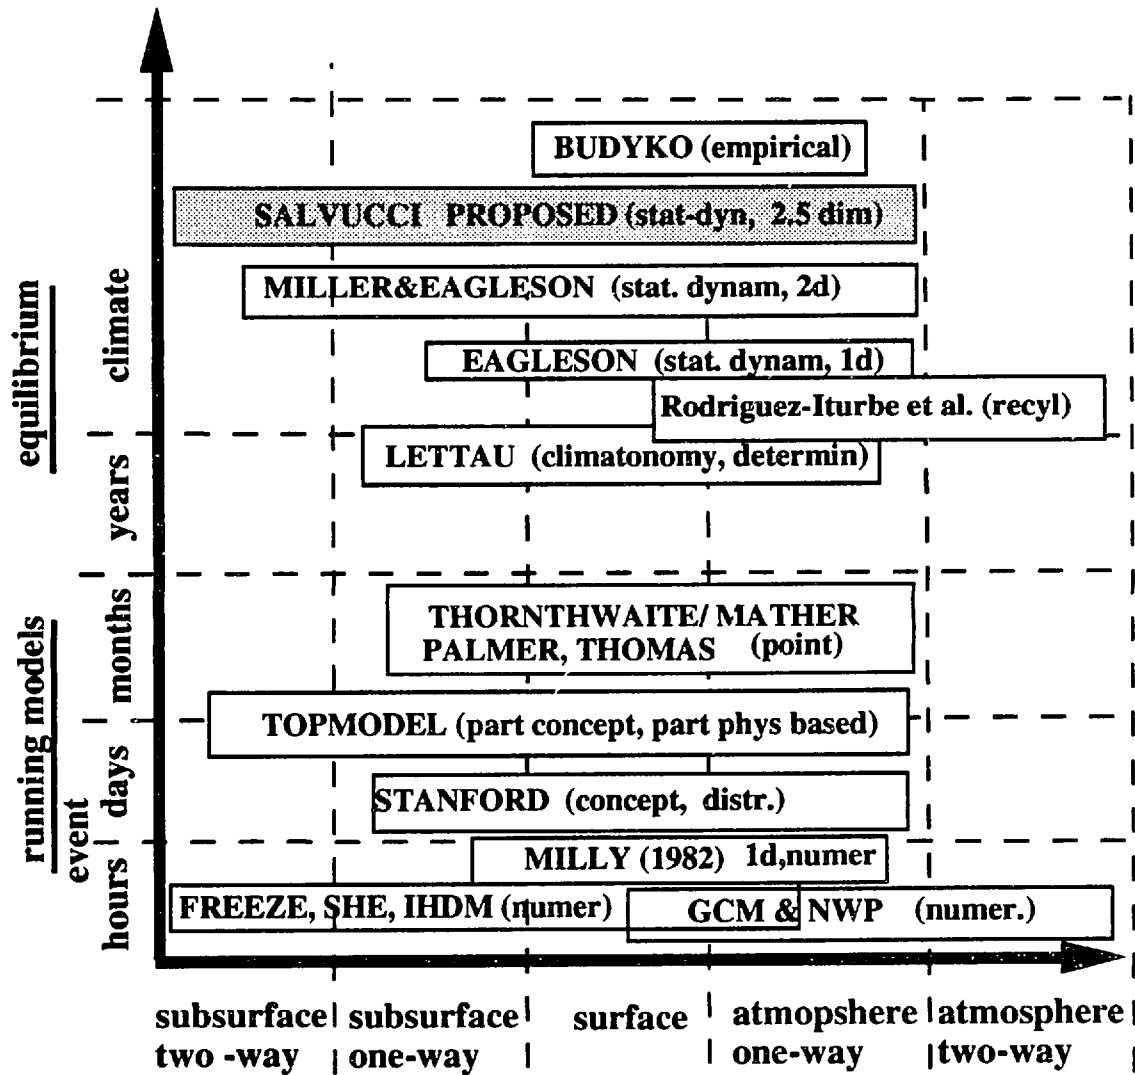 BUDYKO (empirical)
SALVUCCI PROPOSED (stat-dyn, 2.5 dim)
MILLER&EAGLESON (stat. dynam, 2d)
EAGLESON (stat. dynam, 1d)
Rodriguez-Iturbe et al. (recyl)
LETTAU (climatonomy, determin)
THORNTHWAITE/ MATHER
PALMER, THOMAS (point)
TOPMODEL (part concept, part phys based)
STANFORD (concept, distr.)
MILLY (1982) 1d,numer
FREEZE, SHE, IHDM (numer)
GCM & NWP (numer.)
equilibrium
climate
years
running models
event
months
days
hours
subsurface
two -way
subsurface
one-way
surface
atmopshere
one-way
atmosphere
two-way